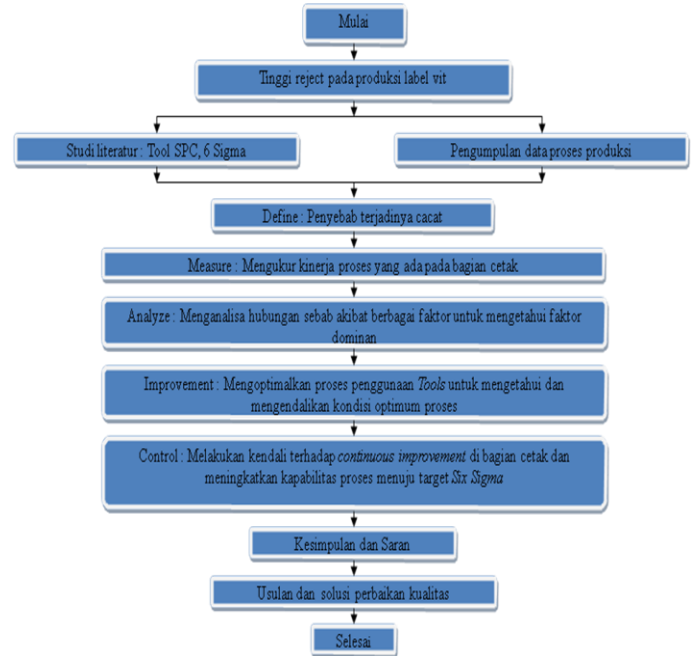 Mulai
Tinggi reject pada produksi label vit
Studi literatur : Tool SPC, 6 Sigma
Pengumpulan data proses produksi
Define : Penyebab terjadinya cacat
Measure : Mengukur kinerja proses yang ada pada bagian cetak
Analyze : Menganalisa hubungan sebab akibat berbagai faktor untuk mengetahui faktor
dominan
Improvement : Mengoptimalkan proses penggunaan Tools untuk mengetahui dan
mengendalikan kondisi optimum proses
Control : Melakukan kendali terhadap continuous improvement di bagian cetak dan
meningkatkan kapabilitas proses menuju target Six Sigma
Kesimpulan dan Saran
Usulan dan solusi perbaikan kualitas
Selesai